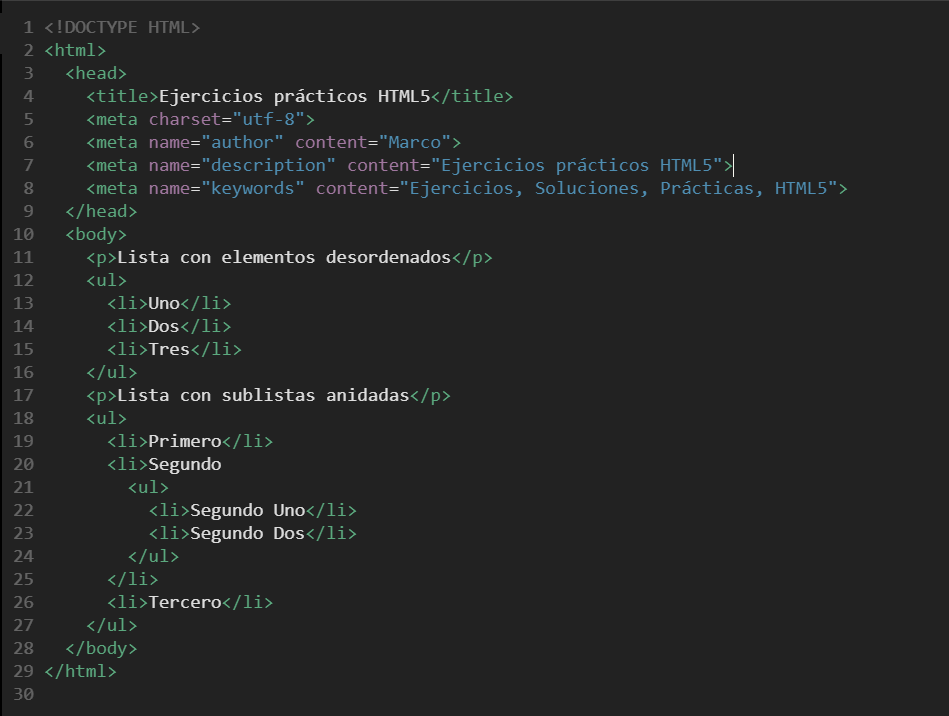 1 <!DOCTYPE HTML>
2 <html>
3   <head>
4     <title>Ejercicios prácticos HTML5</title>
5     <meta charset="utf-8">
6     <meta name="author" content="Marco">
7     <meta name="description" content="Ejercicios prácticos HTML5">
8     <meta name="keywords" content="Ejercicios, Soluciones, Prácticas, HTML5">
9   </head>
10   <body>
11     <p>Lista con elementos desordenados</p>
12     <ul>
13       <li>Uno</li>
14       <li>Dos</li>
15       <li>Tres</li>
16     </ul>
17     <p>Lista con sublistas anidadas</p>
18     <ul>
19       <li>Primero</li>
20       <li>Segundo
21         <ul>
22           <li>Segundo Uno</li>
23           <li>Segundo Dos</li>
24         </ul>
25       </li>
26       <li>Tercero</li>
27     </ul>
28   </body>
29 </html>
30